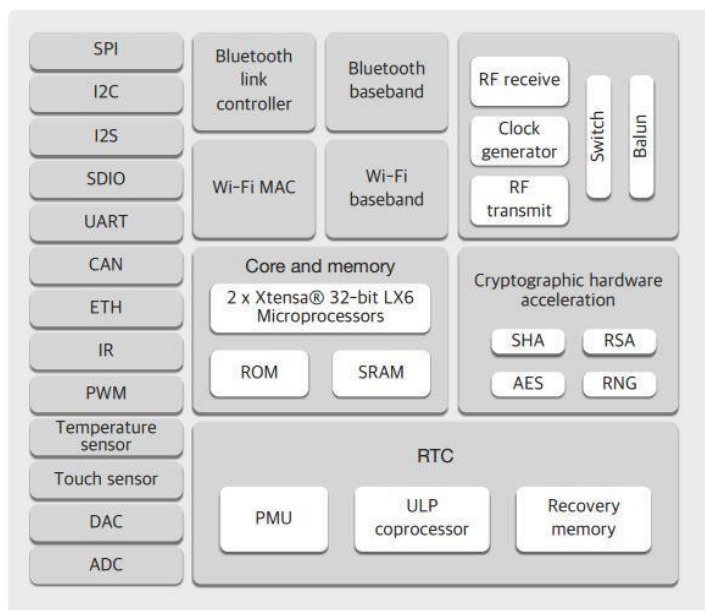 SPI
I2C
I2S
SDIO
UART
CAN
ETH
IR
PWM
Temperature
sensor
Touch sensor
DAC
ADC
Bluetooth
link
controller
Bluetooth
baseband
Wi-Fi MAC
Wi-Fi
baseband
RF receive
Clock
generator
RF
transmit
Switch
Balun
Core and memory
2 x Xtensa® 32-bit LX6
Microprocessors
ROM
SRAM
Cryptographic hardware
acceleration
SHA
RSA
AES
RNG
RTC
PMU
ULP
coprocessor
Recovery
memory